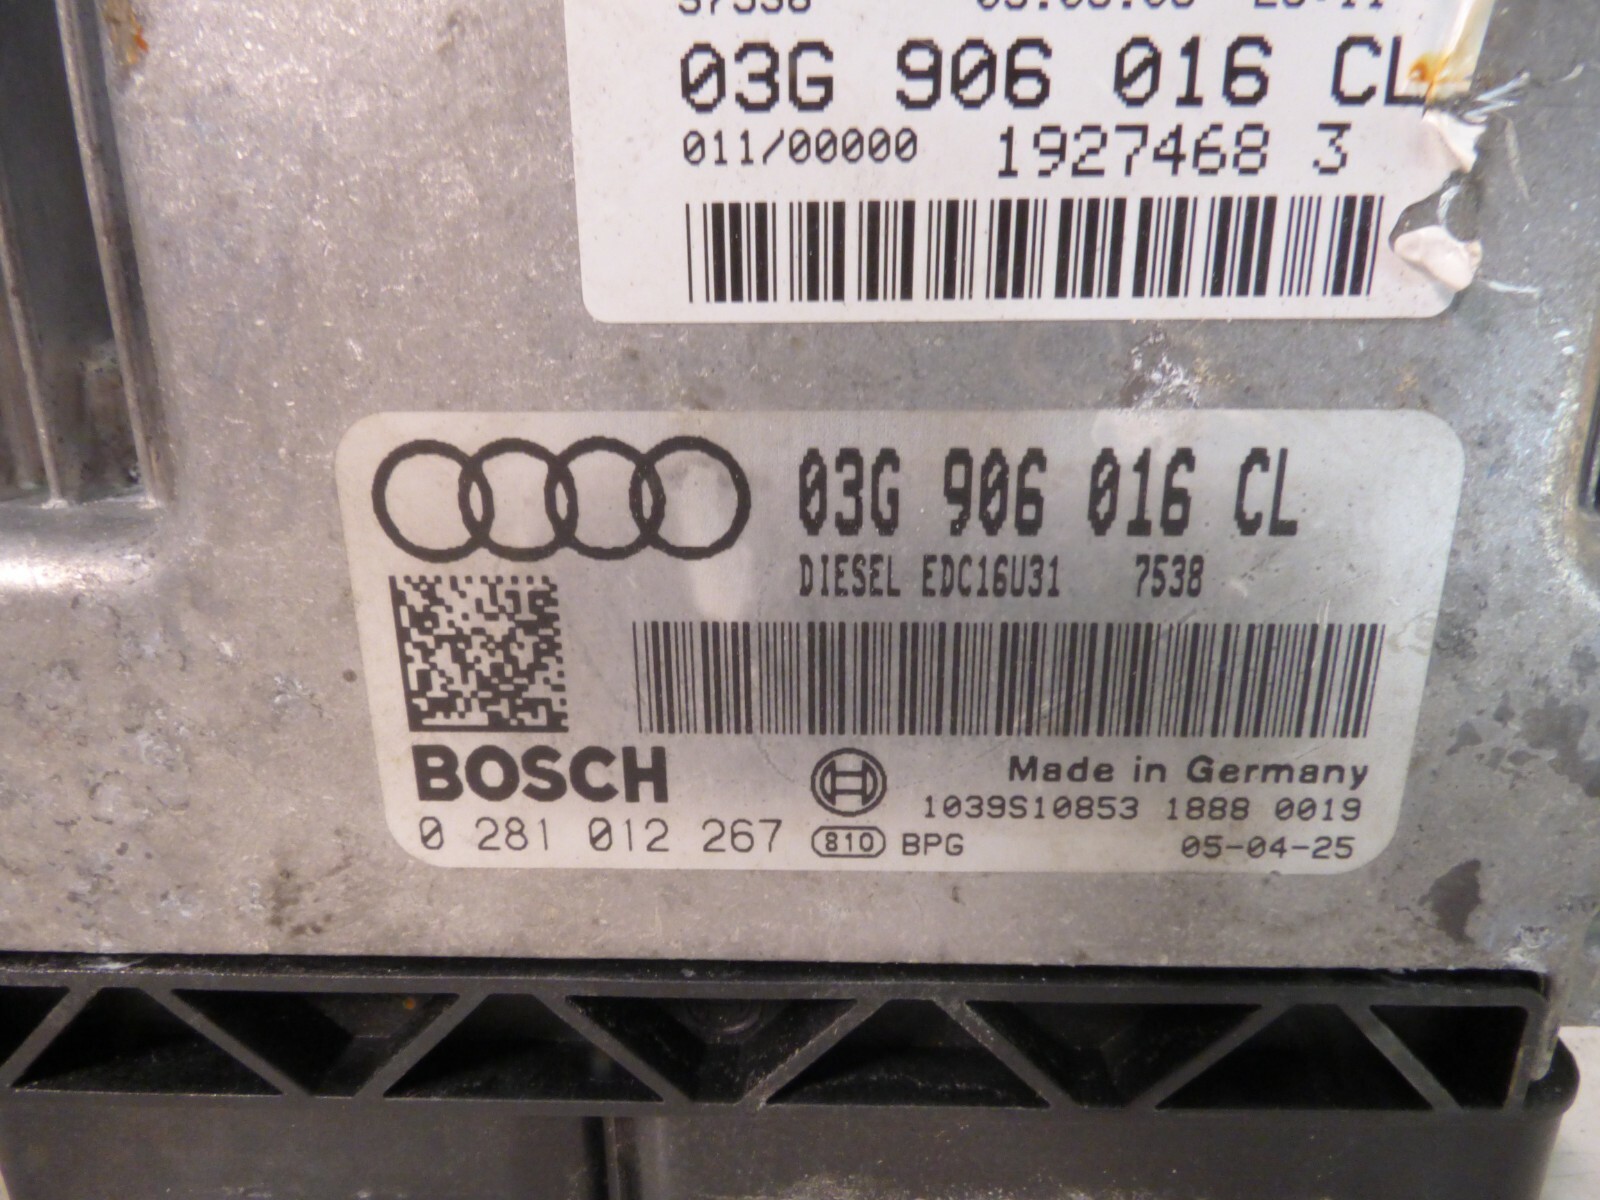 03G 906 016 CL
011/00000 1927468 3
03G 906 016 CL
DIESEL EDC16U31 7538
BOSCH
Made in Germany
1039S10853 1888 0019
0 281 012 267 810 BPG 05-04-25